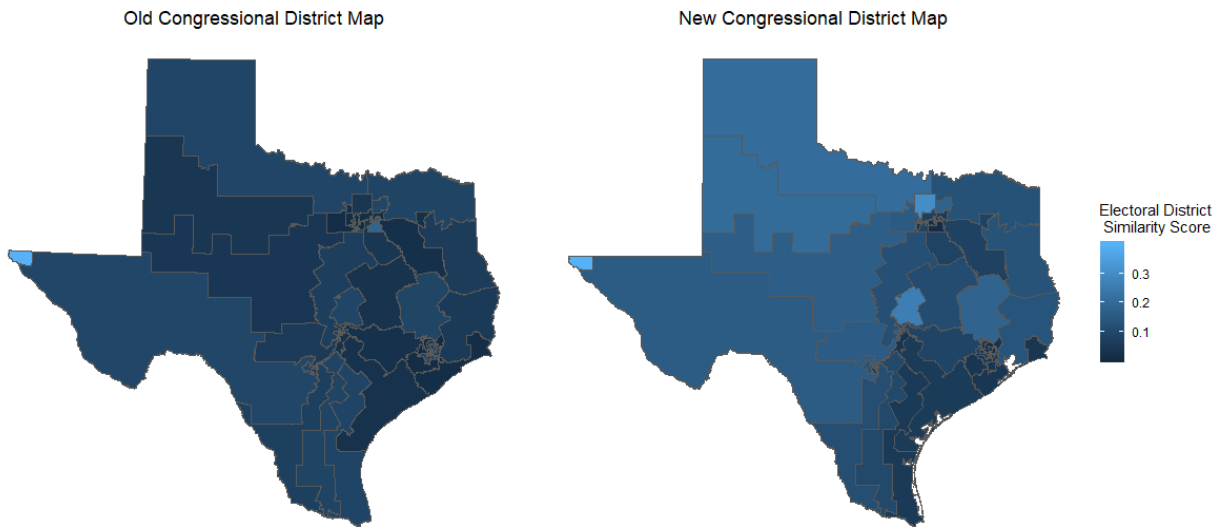 Old Congressional District Map
New Congressional District Map
Electoral District
Similarity Score
0.3
0.2
0.1